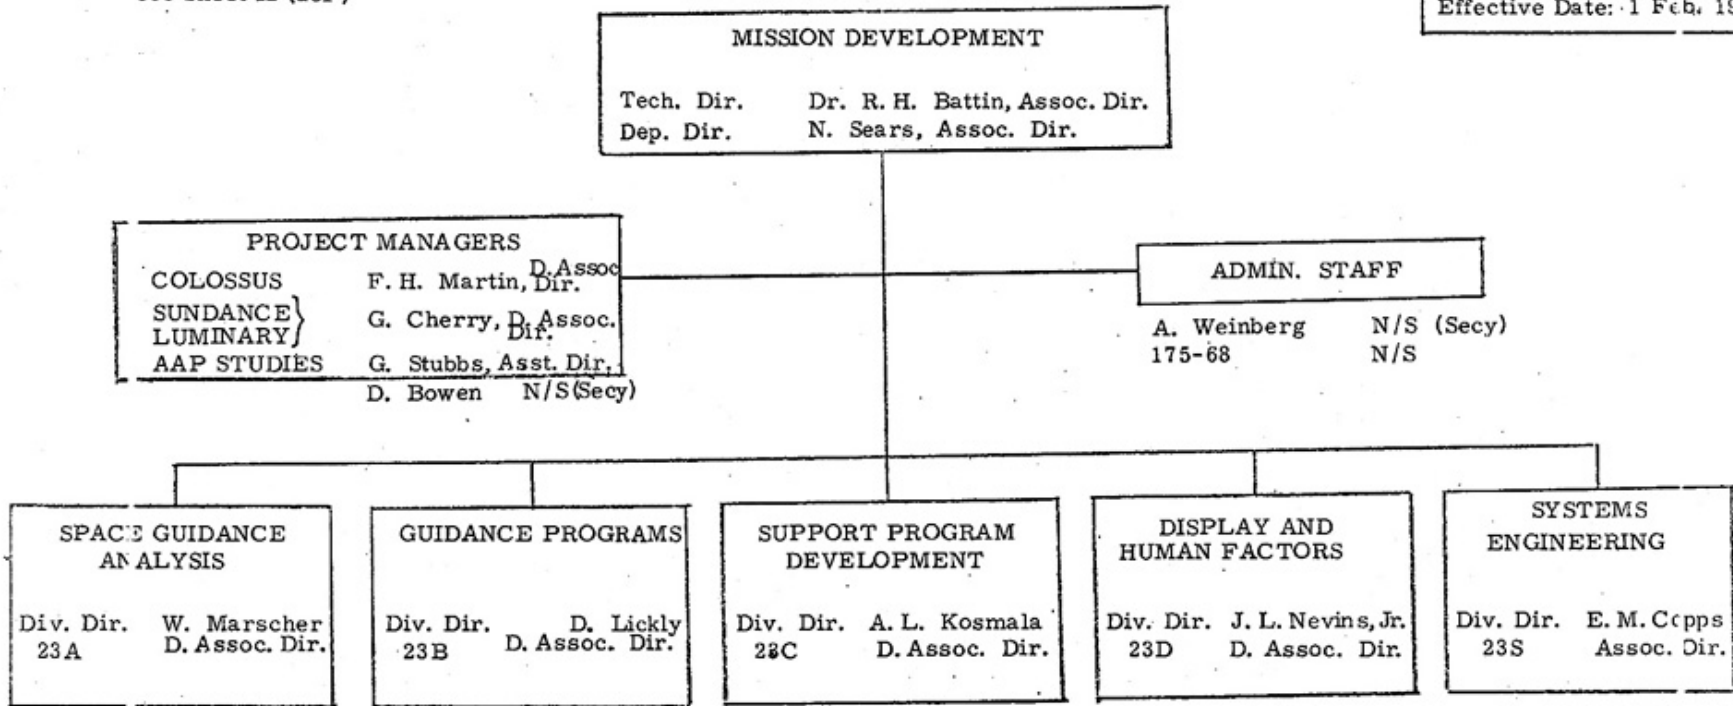 Effective Date: 1 Feb. 19
MISSION DEVELOPMENT
Tech. Dir. Dr. R. H. Battin, Assoc. Dir.
Dep. Dir. N. Sears, Assoc. Dir.
PROJECT MANAGERS
COLOSSUS F. H. Martin, D. Assoc
Dir.
SUNDANCE
LUMINARY
G. Cherry, D. Assoc.
Dir.
AAP STUDIES G. Stubbs, Asst. Dir.
D. Bowen N/S(Secy)
ADMIN. STAFF
A. Weinberg N/S (Secy)
175-68 N/S
SPACE GUIDANCE
ANALYSIS
Div. Dir. W. Marscher
23A D. Assoc. Dir.
GUIDANCE PROGRAMS
Div. Dir. D. Lickly
23B D. Assoc. Dir.
SUPPORT PROGRAM
DEVELOPMENT
Div. Dir. A. L. Kosmala
23C D. Assoc. Dir.
DISPLAY AND
HUMAN FACTORS
Div. Dir. J. L. Nevins, Jr.
23D D. Assoc. Dir.
SYSTEMS
ENGINEERING
Div. Dir. E. M. Copps
23S Assoc. Dir.